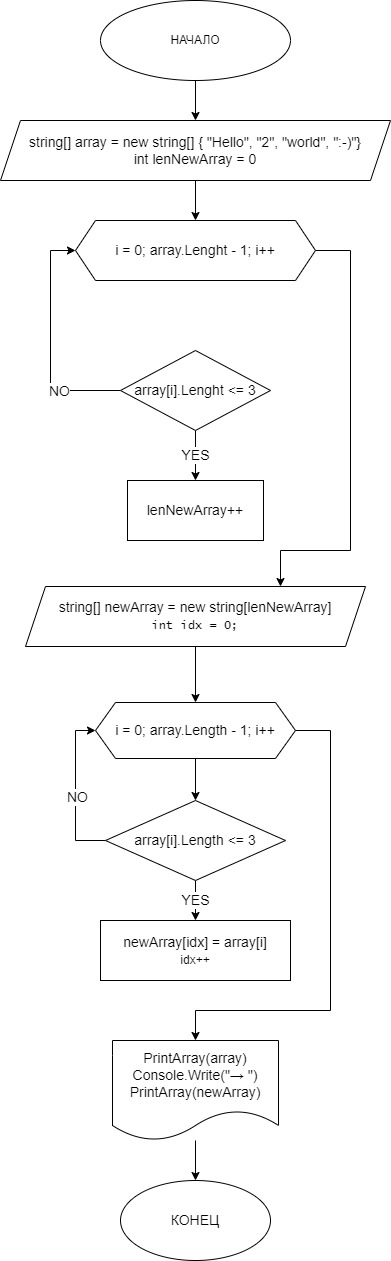 НАЧАЛО
string[] array = new string[] { "Hello", "2", "world", ":-)"}
int lenNewArray = 0
i = 0; array.Lenght - 1; i++
array[i].Lenght <= 3
NO
YES
lenNewArray++
string[] newArray = new string[lenNewArray]
int idx = 0;
i = 0; array.Length - 1; i++
NO
array[i].Length <= 3
YES
newArray[idx] = array[i]
idx++
PrintArray(array)
Console.Write("→ ")
PrintArray(newArray)
КОНЕЦ